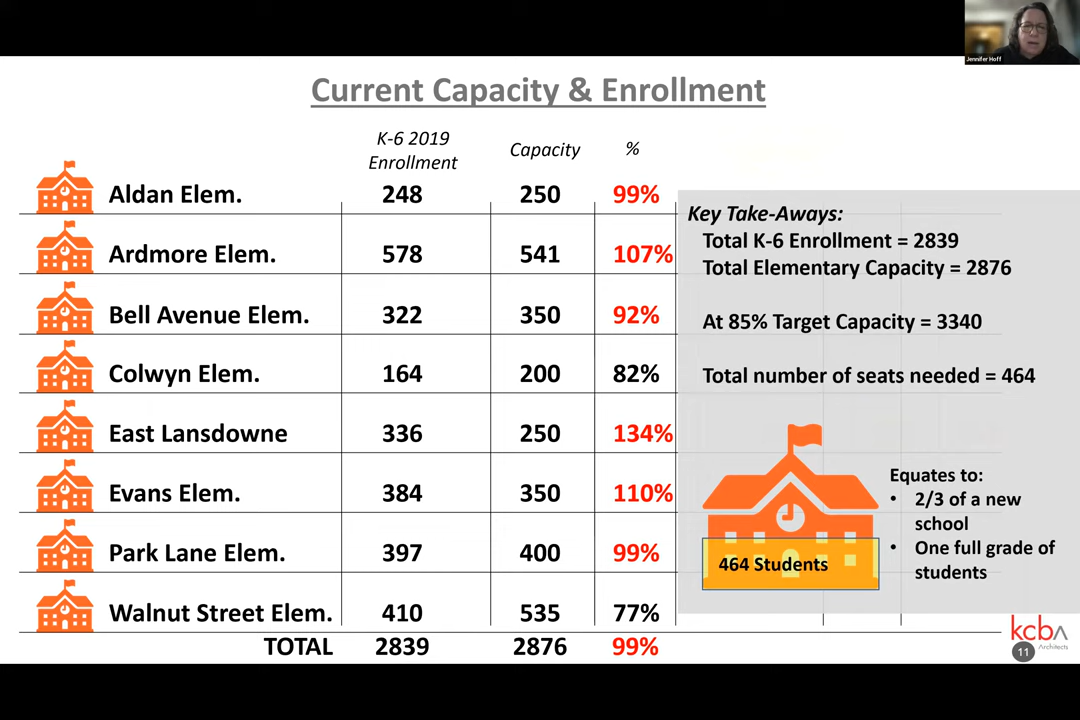 Jennifer Hoff
Current Capacity & Enrollment
K-6 2019
Enrollment
Capacity
%
Aldan Elem. 248 250 99%
Ardmore Elem. 578 541 107%
Bell Avenue Elem. 322 350 92%
Colwyn Elem. 164 200 82%
East Lansdowne 336 250 134%
Evans Elem. 384 350 110%
Park Lane Elem. 397 400 99%
Walnut Street Elem. 410 535 77%
TOTAL 2839 2876 99%
Key Take-Aways:
Total K-6 Enrollment = 2839
Total Elementary Capacity = 2876
At 85% Target Capacity = 3340
Total number of seats needed = 464
464 Students
Equates to:
• 2/3 of a new
school
• One full grade of
students
kcba
Architects
11